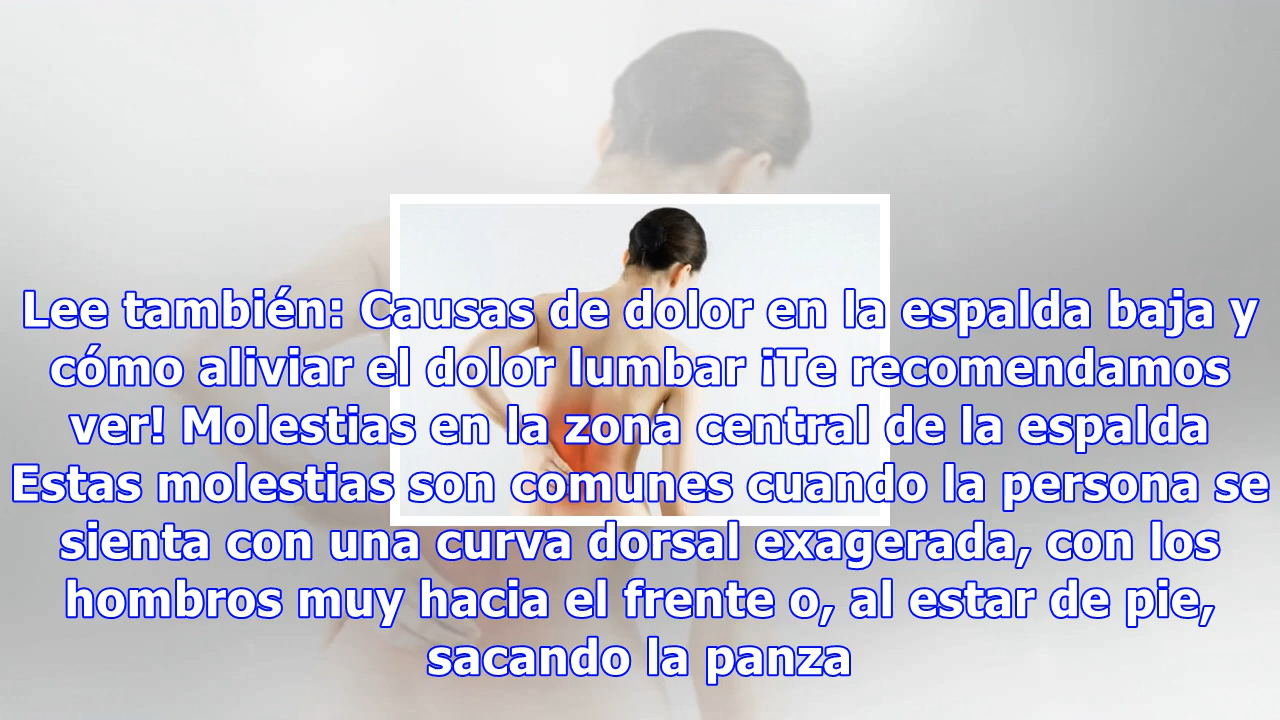 Lee también: Causas de dolor en la espalda baja y
cómo aliviar el dolor lumbar ¡Te recomendamos
ver! Molestias en la zona central de la espalda
Estas molestias son comunes cuando la persona se
sienta con una curva dorsal exagerada, con los
hombros muy hacia el frente o, al estar de pie,
sacando la panza